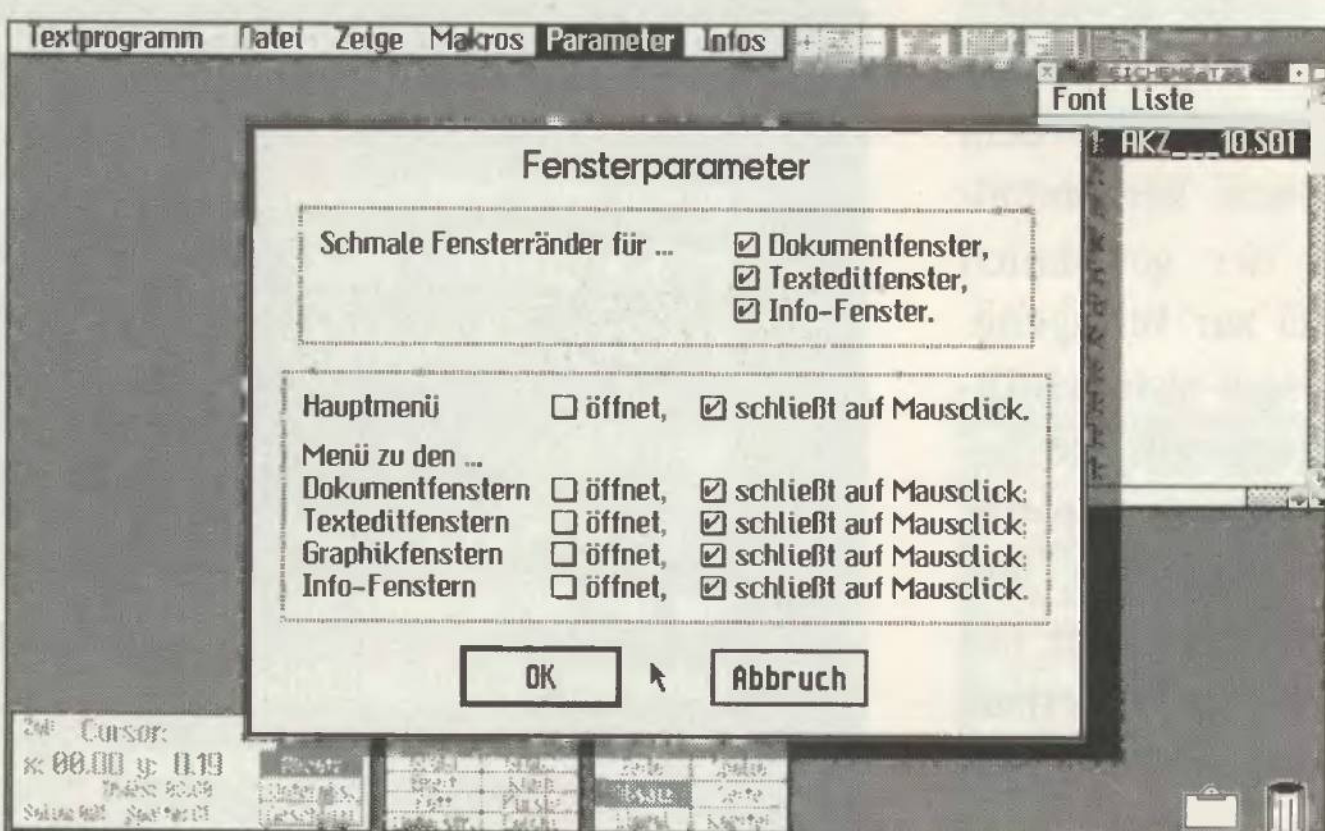 Textprogramm Datei Zeige Makros Parameter Infos
Font Liste
1: AKZ___10.S01
Fensterparameter
Schmale Fensterränder für ... ☑ Dokumentfenster,
☑ Texteditfenster,
☑ Info-Fenster.
Hauptmenü ☐ öffnet, ☑ schließt auf Mausclick.
Menü zu den ...
Dokumentfenstern ☐ öffnet, ☑ schließt auf Mausclick:
Texteditfenstern ☐ öffnet, ☑ schließt auf Mausclick:
Graphikfenstern ☐ öffnet, ☑ schließt auf Mausclick:
Info-Fenstern ☐ öffnet, ☑ schließt auf Mausclick.
OK Abbruch
Cursor:
x: 00.00 y: 0.19